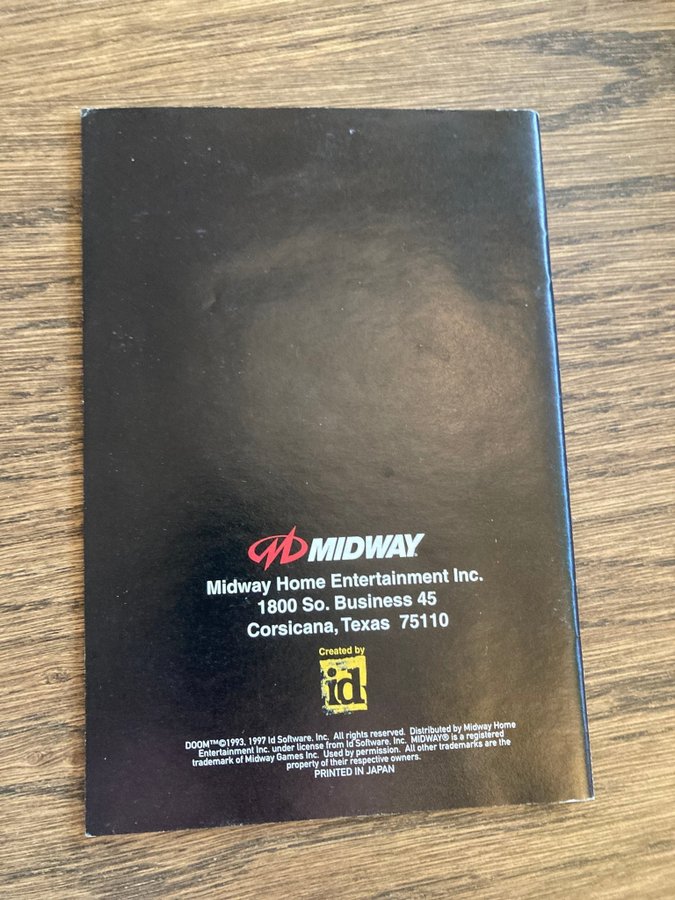 MIDWAY
Midway Home Entertainment Inc.
1800 So. Business 45
Corsicana, Texas 75110
Created by
id
DOOM™©1993, 1997 Id Software, Inc. All rights reserved. Distributed by Midway Home
Entertainment Inc. under license from Id Software, Inc. MIDWAY® is a registered
trademark of Midway Games Inc. Used by permission. All other trademarks are the
property of their respective owners.
PRINTED IN JAPAN